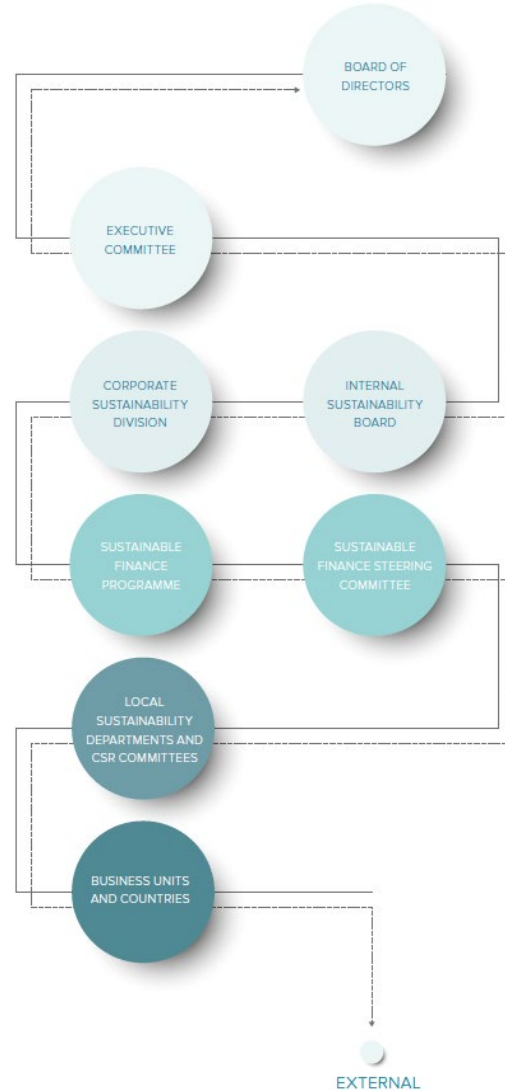 BOARD OF
DIRECTORS
EXECUTIVE
COMMITTEE
CORPORATE
SUSTAINABILITY
DIVISION
INTERNAL
SUSTAINABILITY
BOARD
SUSTAINABLE
FINANCE
PROGRAMME
SUSTAINABLE
FINANCE STEERING
COMMITTEE
LOCAL
SUSTAINABILITY
DEPARTMENTS AND
CSR COMMITTEES
BUSINESS UNITS
AND COUNTRIES
EXTERNAL